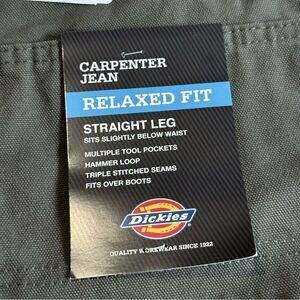 CARPENTER
JEAN
RELAXED FIT
STRAIGHT LEG
SITS SLIGHTLY BELOW WAIST
MULTIPLE TOOL POCKETS
HAMMER LOOP
TRIPLE STITCHED SEAMS
FITS OVER BOOTS
Dickies
QUALITY WORKWEAR SINCE 1922